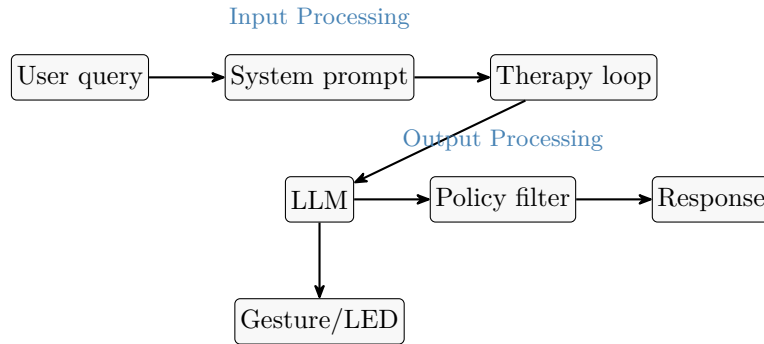 Input Processing
User query
System prompt
Therapy loop
Output Processing
LLM
Policy filter
Response
Gesture/LED